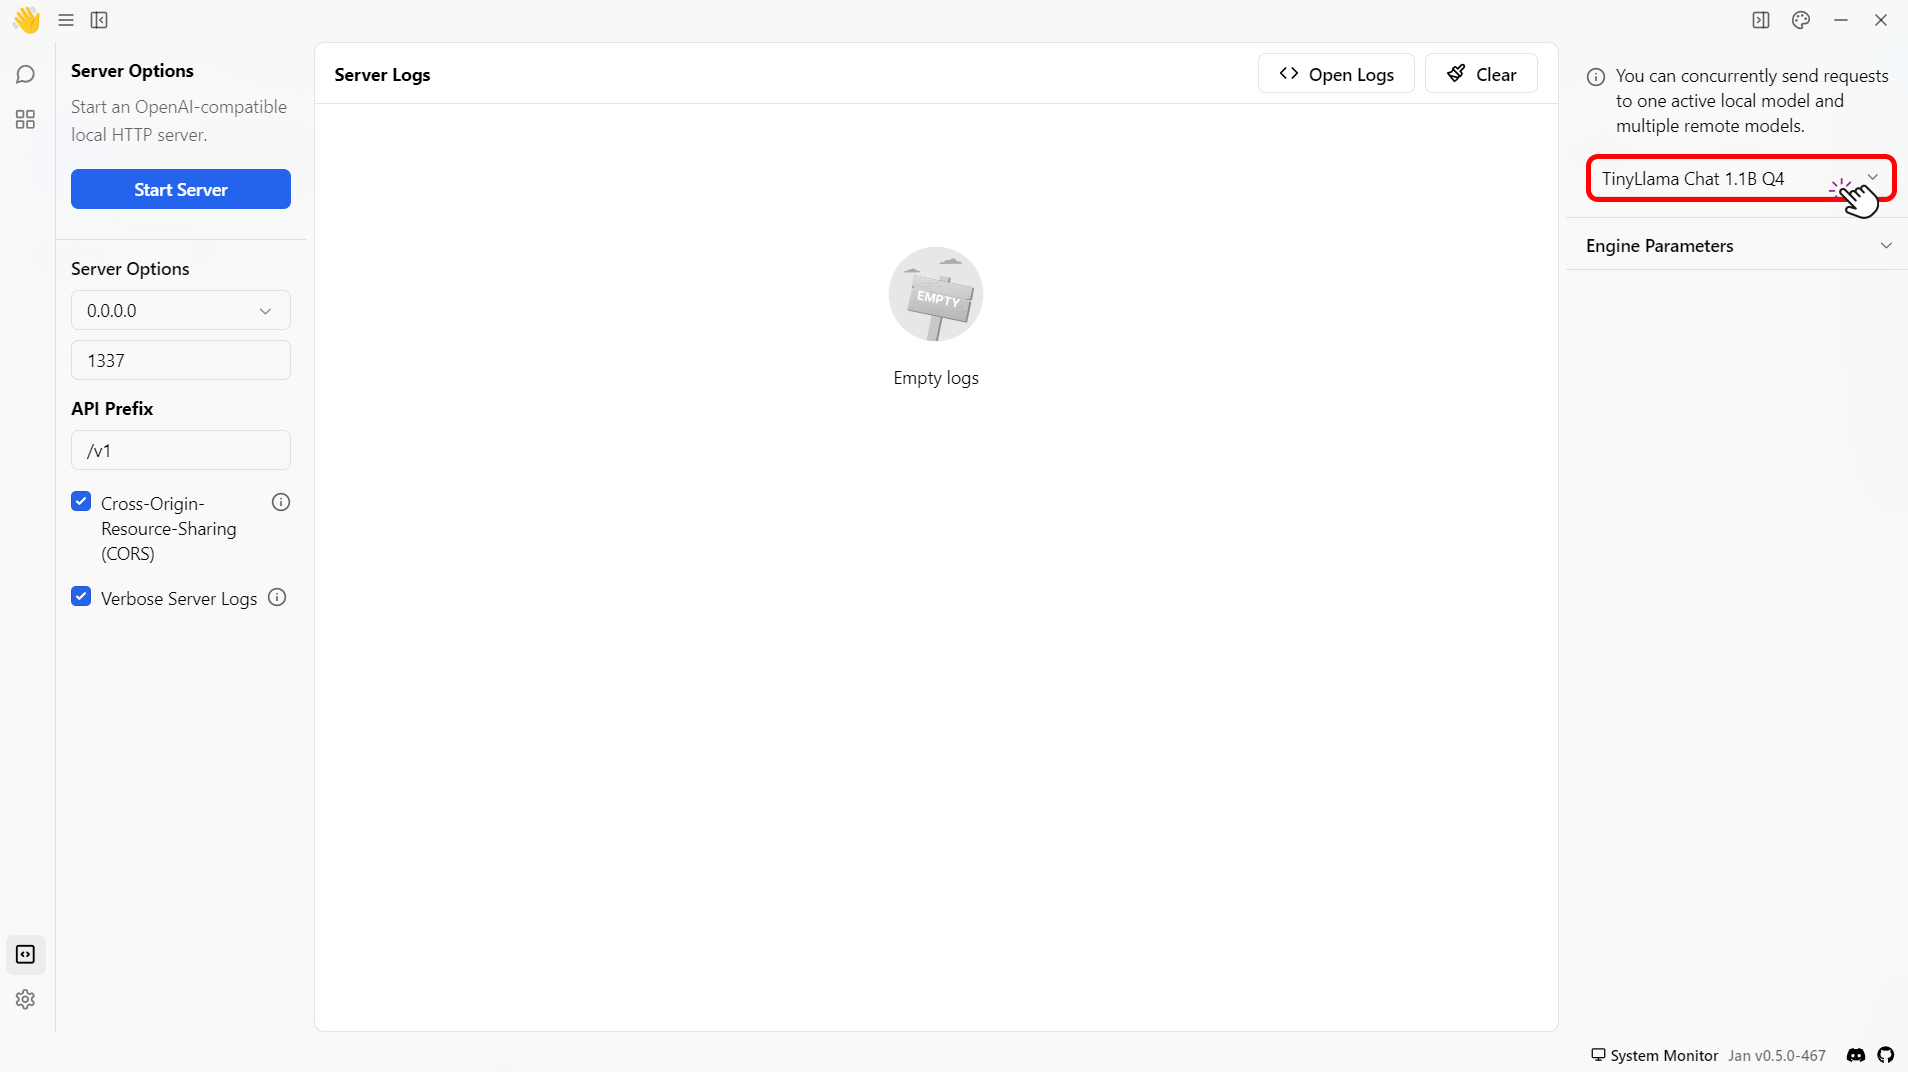 Server Options
Start an OpenAI-compatible
local HTTP server.
Start Server
Server Options
0.0.0.0
1337
API Prefix
/v1
Cross-Origin-
Resource-Sharing
(CORS)
Verbose Server Logs
Server Logs
Open Logs
Clear
EMPTY
Empty logs
You can concurrently send requests
to one active local model and
multiple remote models.
TinyLlama Chat 1.1B Q4
Engine Parameters
System Monitor
Jan v0.5.0-467